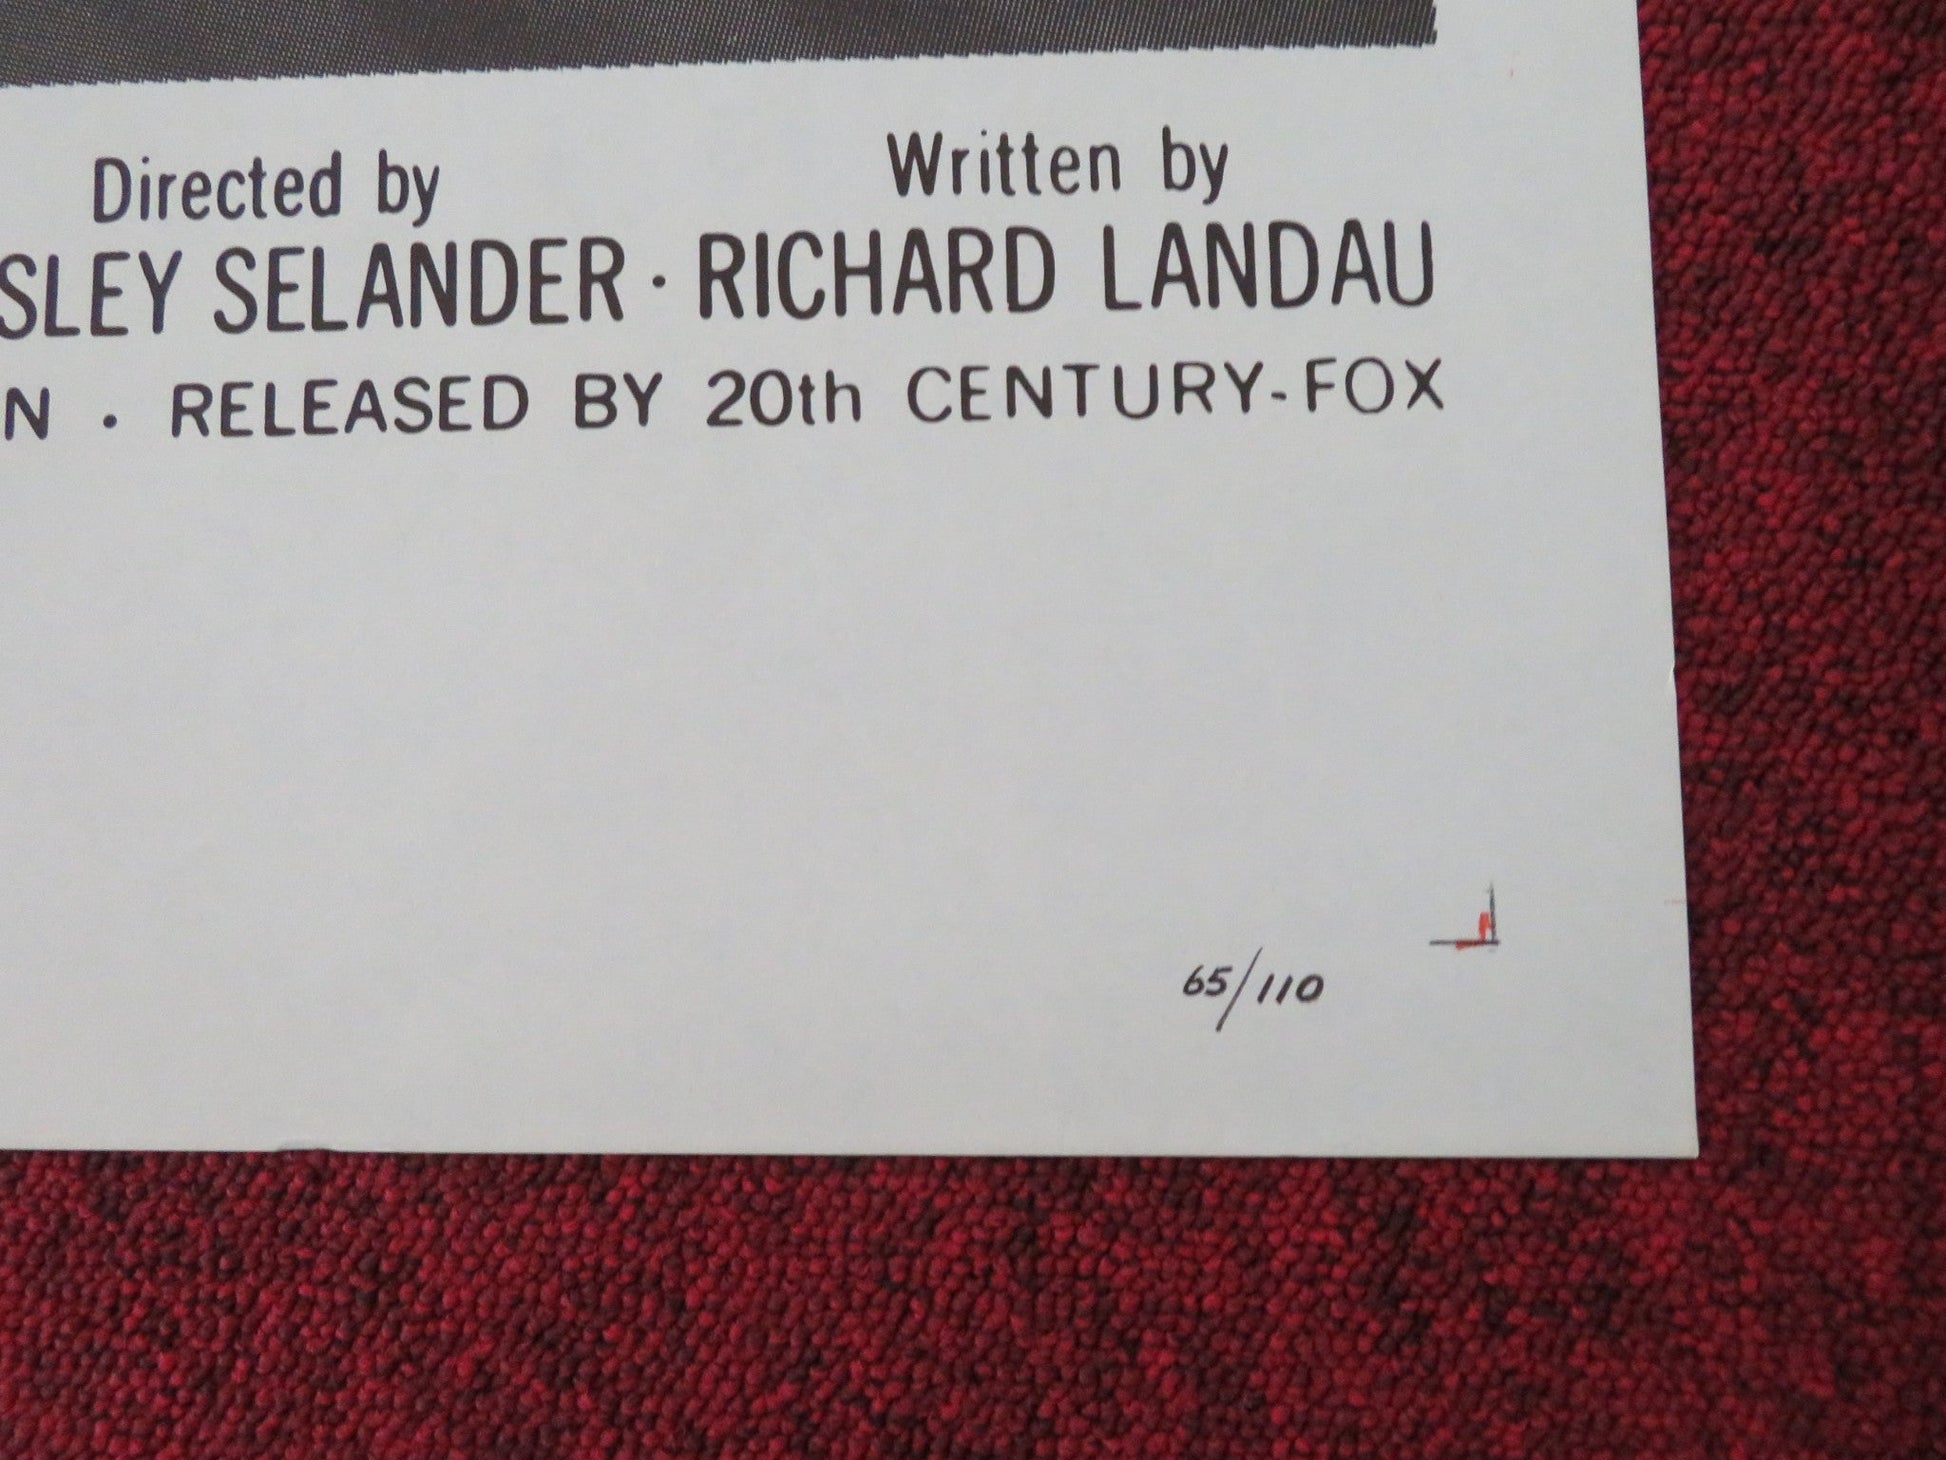 Directed by Written by
SLEY SELANDER · RICHARD LANDAU
N · RELEASED BY 20th CENTURY-FOX
65/110